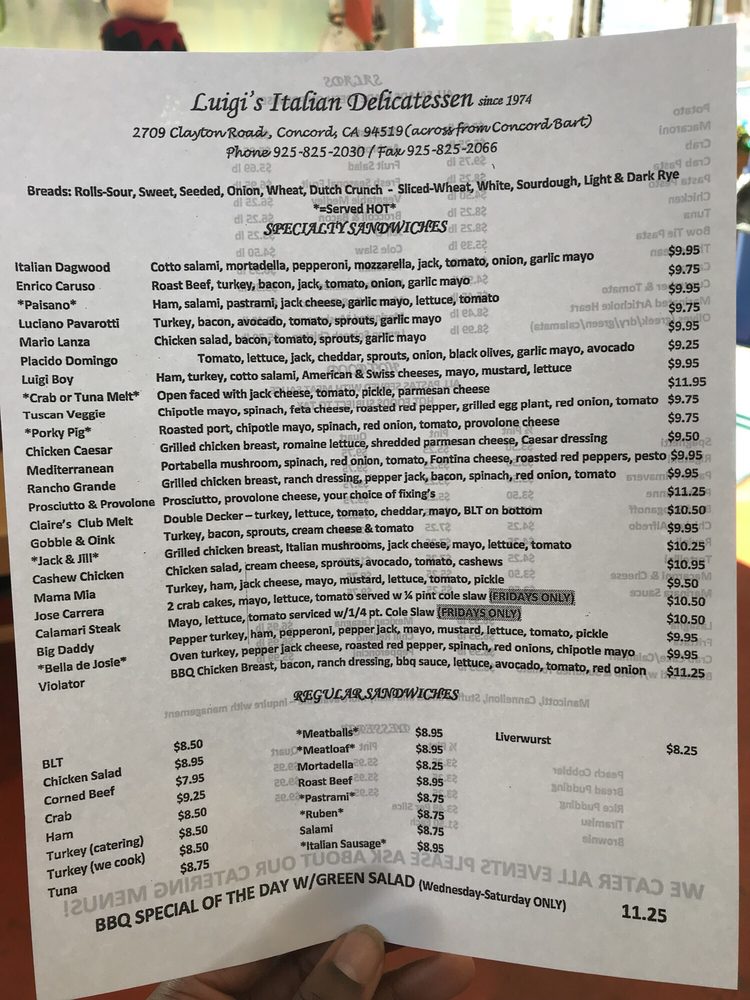 Luigi's Italian Delicatessen since 1974
2709 Clayton Road, Concord, CA 94519 (across from Concord Bart)
Phone 925-825-2030 / Fax 925-825-2066
Breads: Rolls-Sour, Sweet, Seeded, Onion, Wheat, Dutch Crunch - Sliced-Wheat, White, Sourdough, Light & Dark Rye
*=Served HOT*
SPECIALTY SANDWICHES
Italian Dagwood Cotto salami, mortadella, pepperoni, mozzarella, jack, tomato, onion, garlic mayo $9.95
Enrico Caruso Roast Beef, turkey, bacon, jack, tomato, onion, garlic mayo $9.75
*Paisano* Ham, salami, pastrami, jack cheese, garlic mayo, lettuce, tomato $9.95
Luciano Pavarotti Turkey, bacon, avocado, tomato, sprouts, garlic mayo $9.75
Mario Lanza Chicken salad, bacon, tomato, sprouts, garlic mayo $9.95
Placido Domingo Tomato, lettuce, jack, cheddar, sprouts, onion, black olives, garlic mayo, avocado $9.25
Luigi Boy Ham, turkey, cotto salami, American & Swiss cheeses, mayo, mustard, lettuce $9.95
*Crab or Tuna Melt* Open faced with jack cheese, tomato, pickle, parmesan cheese $11.95
Tuscan Veggie Chipotle mayo, spinach, feta cheese, roasted red pepper, grilled egg plant, red onion, tomato $9.75
*Porky Pig* Roasted port, chipotle mayo, spinach, red onion, tomato, provolone cheese $9.75
Chicken Caesar Grilled chicken breast, romaine lettuce, shredded parmesan cheese, Caesar dressing $9.50
Mediterranean Portabella mushroom, spinach, red onion, tomato, Fontina cheese, roasted red peppers, pesto $9.95
Rancho Grande Grilled chicken breast, ranch dressing, pepper jack, bacon, spinach, red onion, tomato $9.95
Prosciutto & Provolone Prosciutto, provolone cheese, your choice of fixing's $11.25
Claire's Club Melt Double Decker – turkey, lettuce, tomato, cheddar, mayo, BLT on bottom $10.50
Gobble & Oink Turkey, bacon, sprouts, cream cheese & tomato $9.95
*Jack & Jill* Grilled chicken breast, Italian mushrooms, jack cheese, mayo, lettuce, tomato $10.25
Cashew Chicken Chicken salad, cream cheese, sprouts, avocado, tomato, cashews $10.95
Mama Mia Turkey, ham, jack cheese, mayo, mustard, lettuce, tomato, pickle $9.50
Jose Carrera 2 crab cakes, mayo, lettuce, tomato served w ¼ pint cole slaw (FRIDAYS ONLY) $10.50
Calamari Steak Mayo, lettuce, tomato serviced w/1/4 pt. Cole Slaw (FRIDAYS ONLY) $10.50
Big Daddy Pepper turkey, ham, pepperoni, pepper jack, mayo, mustard, lettuce, tomato, pickle $9.95
*Bella de Josie* Oven turkey, pepper jack cheese, roasted red pepper, spinach, red onions, chipotle mayo $9.95
Violator BBQ Chicken Breast, bacon, ranch dressing, bbq sauce, lettuce, avocado, tomato, red onion $11.25
REGULAR SANDWICHES
BLT $8.50
Chicken Salad $8.95
Corned Beef $7.95
Crab $9.25
Ham $8.50
Turkey (catering) $8.50
Turkey (we cook) $8.50
Tuna $8.75
*Meatballs* $8.95
*Meatloaf* $8.95
Mortadella $8.25
Roast Beef $8.95
*Pastrami* $8.75
*Ruben* $8.75
Salami $8.75
*Italian Sausage* $8.95
Liverwurst $8.25
BBQ SPECIAL OF THE DAY W/GREEN SALAD (Wednesday-Saturday ONLY) 11.25